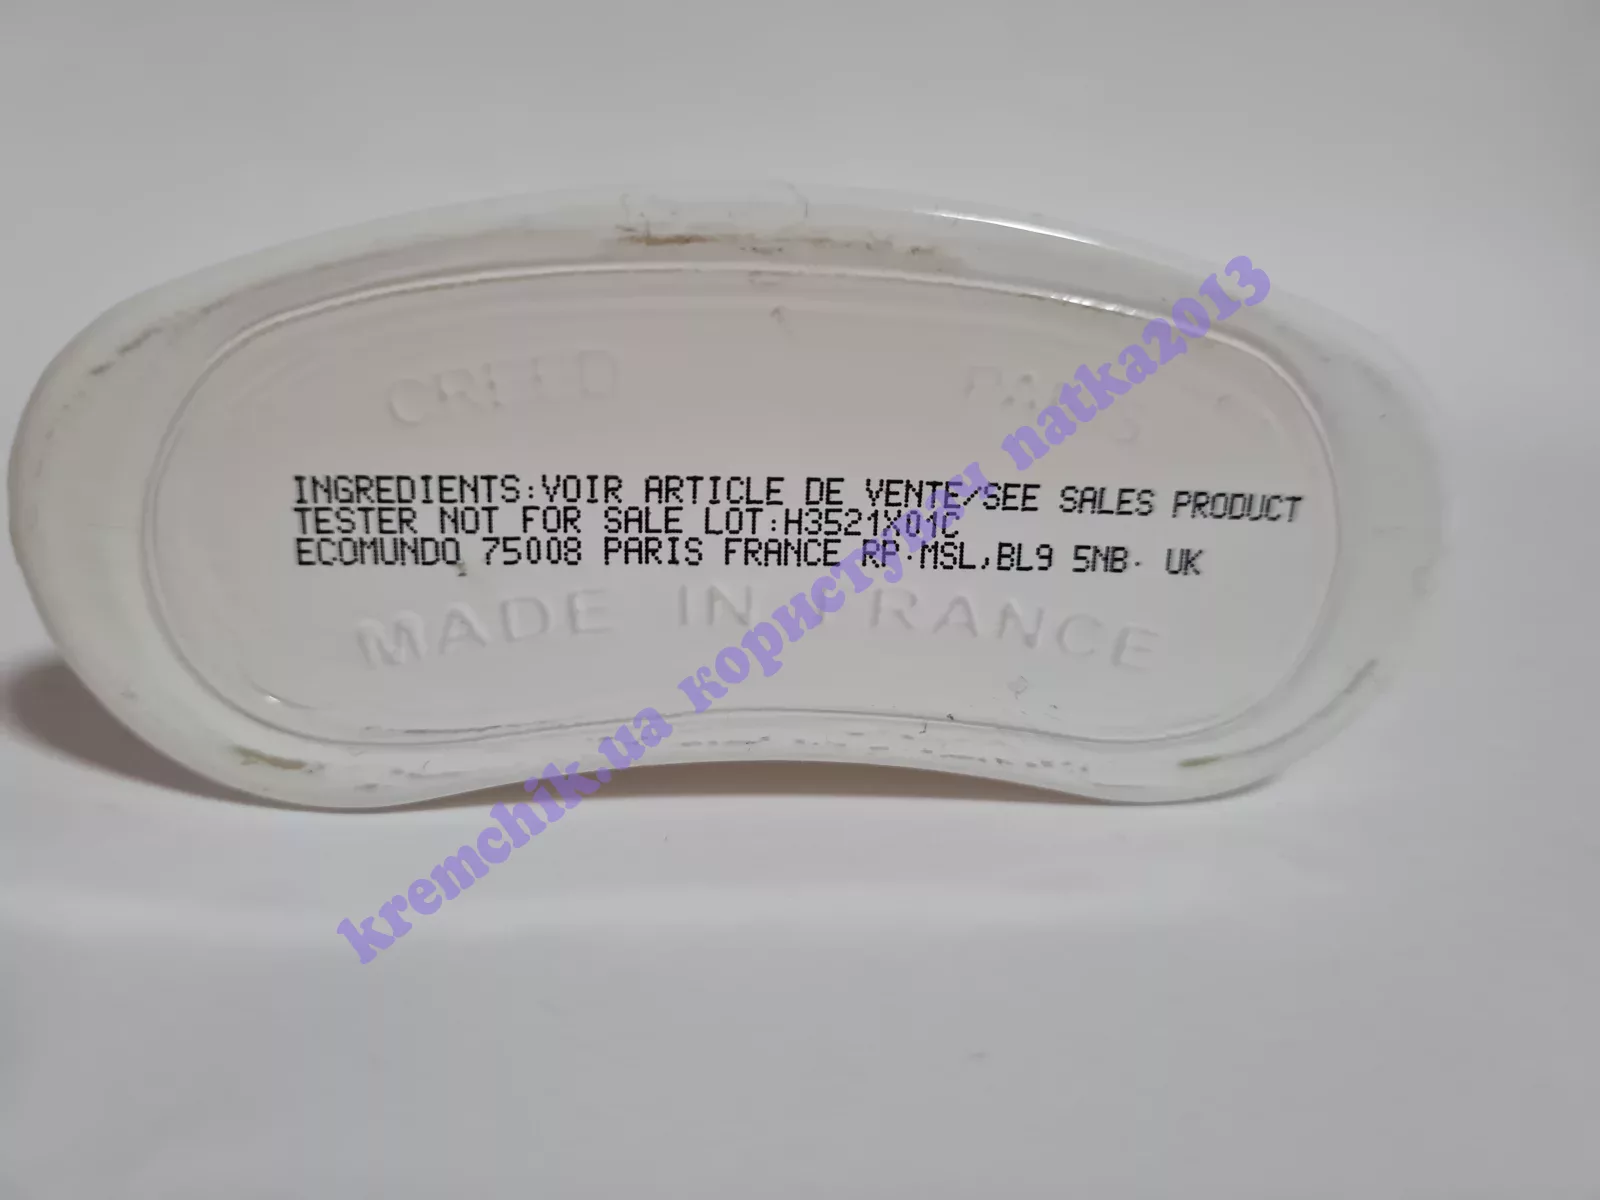 CREED PARIS
INGREDIENTS:VOIR ARTICLE DE VENTE/SEE SALES PRODUCT
TESTER NOT FOR SALE LOT:H3521X01C
ECOMUNDO 75008 PARIS FRANCE RP.MSL,BL9 5NB. UK
MADE IN FRANCE
kremchik.ua користувач natka2013